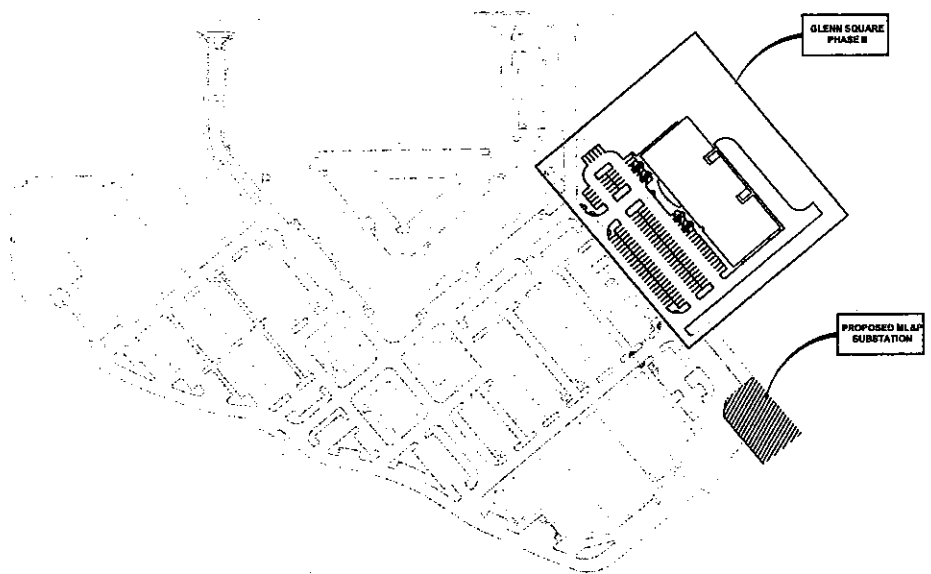 GLENN SQUARE
PHASE II
PROPOSED ML&P
SUBSTATION